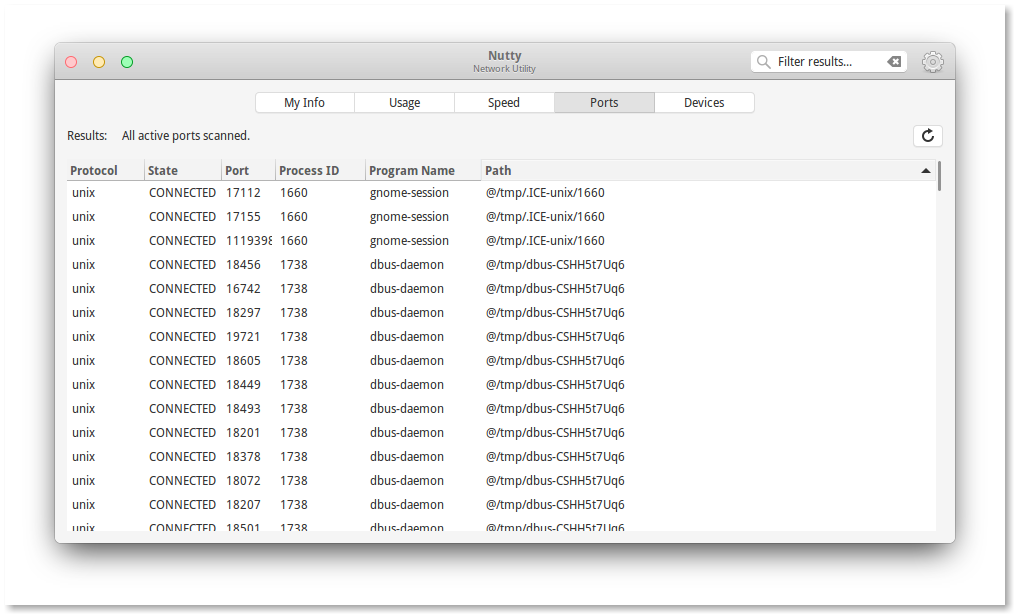 Nutty
Network Utility
Filter results...
My Info Usage Speed Ports Devices
Results: All active ports scanned.
Protocol State Port Process ID Program Name Path
unix CONNECTED 17112 1660 gnome-session @/tmp/.ICE-unix/1660
unix CONNECTED 17155 1660 gnome-session @/tmp/.ICE-unix/1660
unix CONNECTED 1119398 1660 gnome-session @/tmp/.ICE-unix/1660
unix CONNECTED 18456 1738 dbus-daemon @/tmp/dbus-CSHH5t7Uq6
unix CONNECTED 16742 1738 dbus-daemon @/tmp/dbus-CSHH5t7Uq6
unix CONNECTED 18297 1738 dbus-daemon @/tmp/dbus-CSHH5t7Uq6
unix CONNECTED 19721 1738 dbus-daemon @/tmp/dbus-CSHH5t7Uq6
unix CONNECTED 18605 1738 dbus-daemon @/tmp/dbus-CSHH5t7Uq6
unix CONNECTED 18449 1738 dbus-daemon @/tmp/dbus-CSHH5t7Uq6
unix CONNECTED 18493 1738 dbus-daemon @/tmp/dbus-CSHH5t7Uq6
unix CONNECTED 18201 1738 dbus-daemon @/tmp/dbus-CSHH5t7Uq6
unix CONNECTED 18378 1738 dbus-daemon @/tmp/dbus-CSHH5t7Uq6
unix CONNECTED 18072 1738 dbus-daemon @/tmp/dbus-CSHH5t7Uq6
unix CONNECTED 18207 1738 dbus-daemon @/tmp/dbus-CSHH5t7Uq6
unix CONNECTED 18501 1738 dbus-daemon @/tmp/dbus-CSHH5t7Uq6